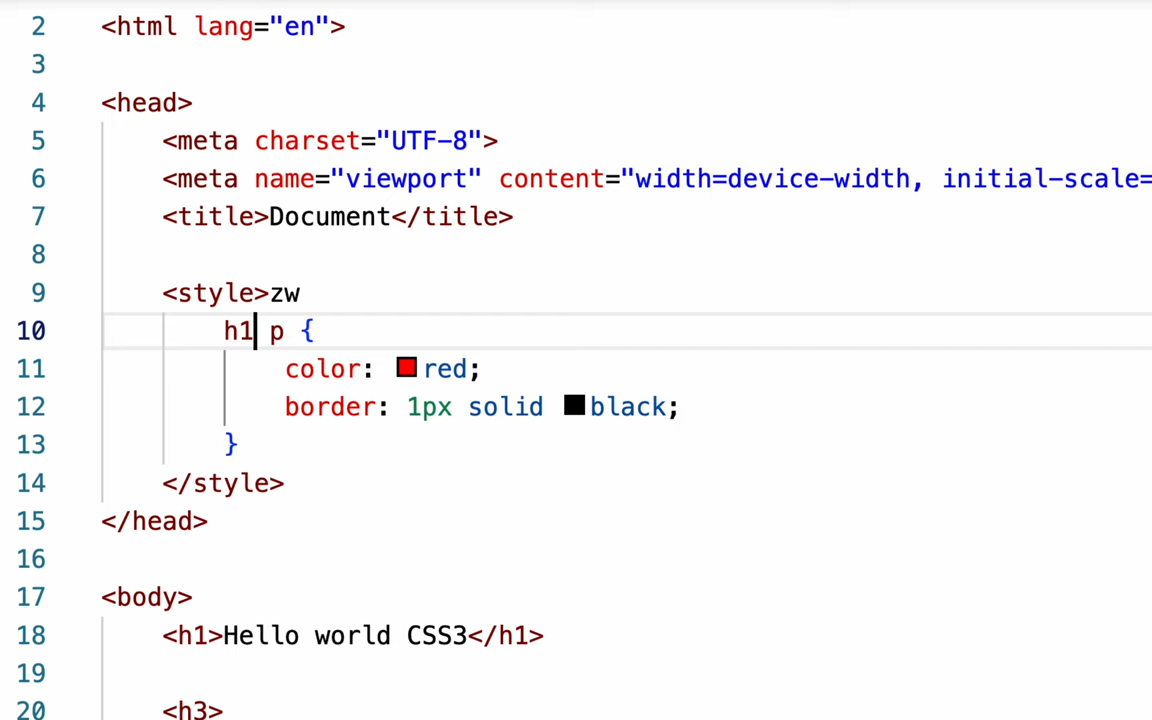 2 <html lang="en">
3
4 <head>
5 <meta charset="UTF-8">
6 <meta name="viewport" content="width=device-width, initial-scale=
7 <title>Document</title>
8
9 <style>zw
10 h1 p {
11 color: red;
12 border: 1px solid black;
13 }
14 </style>
15 </head>
16
17 <body>
18 <h1>Hello world CSS3</h1>
19
20 <h3>